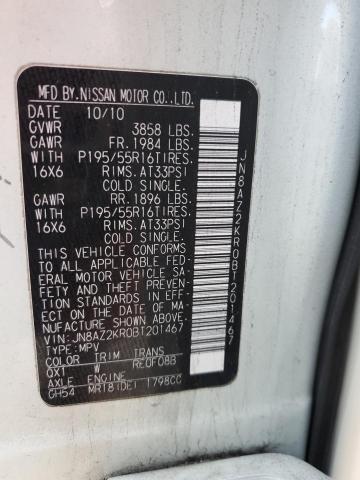 MFD BY.NISSAN MOTOR CO.,LTD.
DATE 10/10
GVWR 3858 LBS.
GAWR FR. 1984 LBS.
WITH P195/55R16TIRES.
16X6 RIMS.AT33PSI
COLD SINGLE.
GAWR RR. 1896 LBS.
WITH P195/55R16TIRES.
16X6 RIMS.AT33PSI
COLD SINGLE.
THIS VEHICLE CONFORMS
TO ALL APPLICABLE FED-
ERAL MOTOR VEHICLE SA-
FETY AND THEFT PREVEN-
TION STANDARDS IN EFF-
ECT ON THE DATE OF MA-
NUFACTURE SHOWN ABOVE.
VIN:JN8AZ2KR0BT201467
TYPE:MPV
COLOR TRIM TRANS
QX1 W RE0F08B
AXLE ENGINE
GH54 MR18(DE) 1798CC
JN8AZ2KR0BT201467